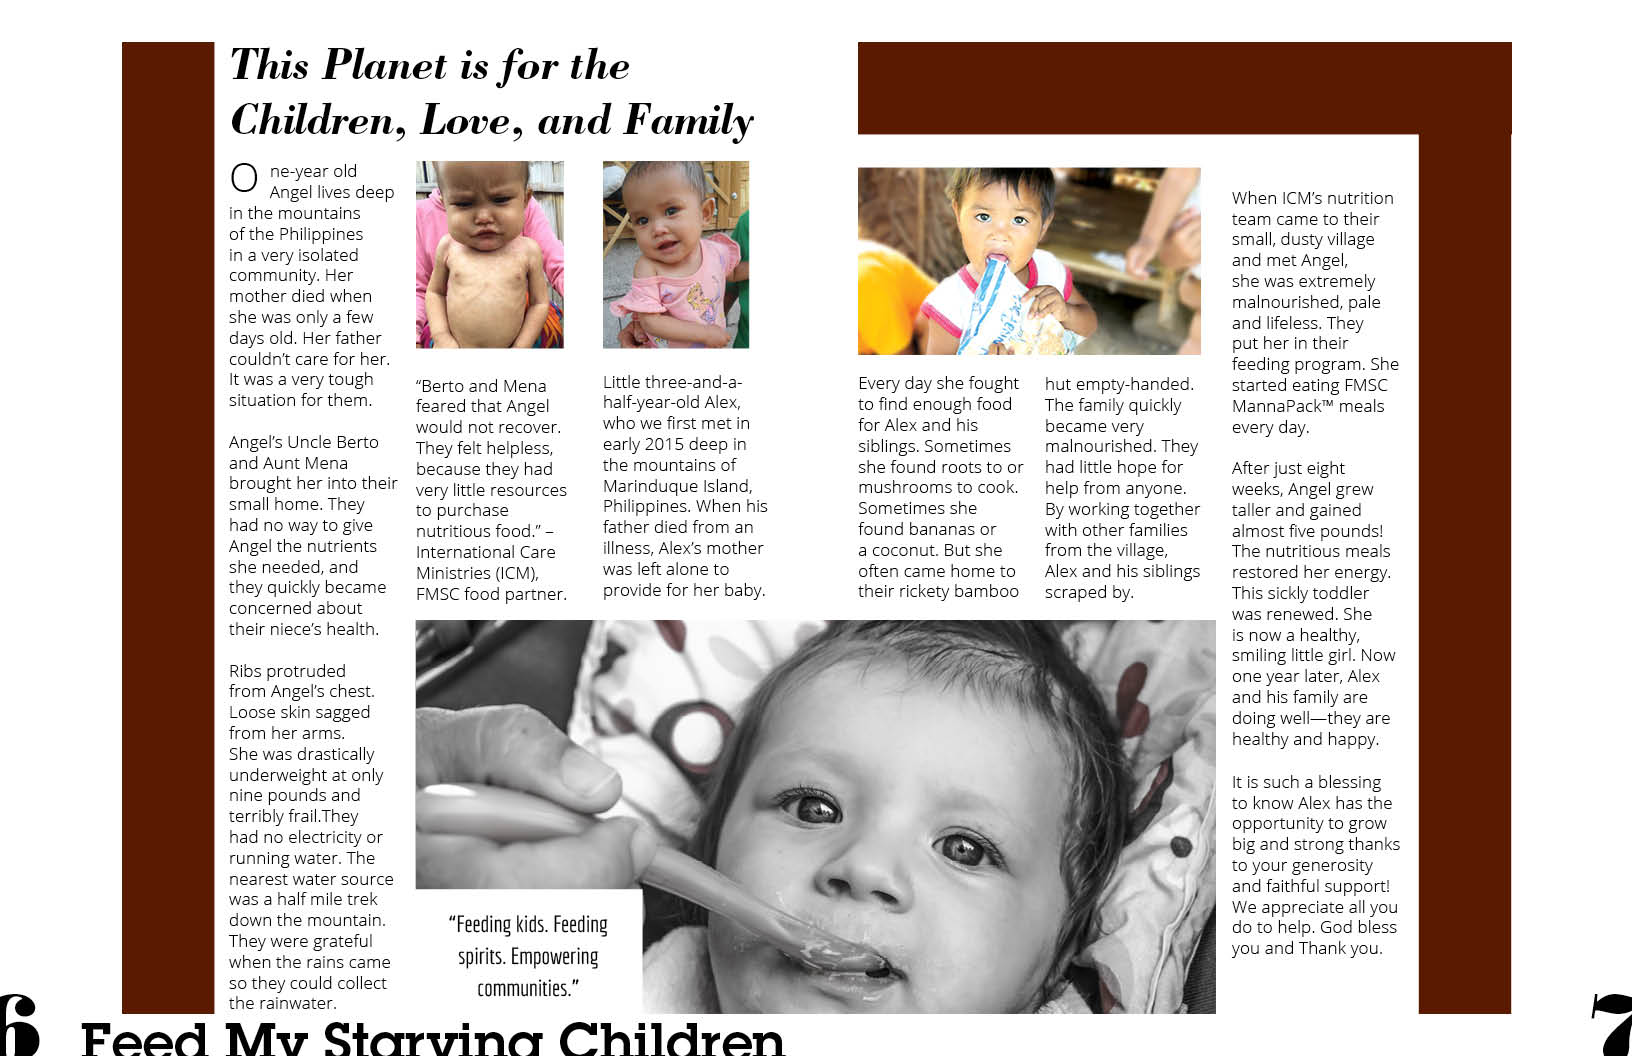 This Planet is for the
Children, Love, and Family
One-year old
Angel lives deep
in the mountains
of the Philippines
in a very isolated
community. Her
mother died when
she was only a few
days old. Her father
couldn’t care for her.
It was a very tough
situation for them.
Angel’s Uncle Berto
and Aunt Mena
brought her into their
small home. They
had no way to give
Angel the nutrients
she needed, and
they quickly became
concerned about
their niece’s health.
Ribs protruded
from Angel’s chest.
Loose skin sagged
from her arms.
She was drastically
underweight at only
nine pounds and
terribly frail.They
had no electricity or
running water. The
nearest water source
was a half mile trek
down the mountain.
They were grateful
when the rains came
so they could collect
the rainwater.
“Berto and Mena
feared that Angel
would not recover.
They felt helpless,
because they had
very little resources
to purchase
nutritious food.” –
International Care
Ministries (ICM),
FMSC food partner.
Little three-and-a-
half-year-old Alex,
who we first met in
early 2015 deep in
the mountains of
Marinduque Island,
Philippines. When his
father died from an
illness, Alex’s mother
was left alone to
provide for her baby.
Every day she fought
to find enough food
for Alex and his
siblings. Sometimes
she found roots to or
mushrooms to cook.
Sometimes she
found bananas or
a coconut. But she
often came home to
their rickety bamboo
hut empty-handed.
The family quickly
became very
malnourished. They
had little hope for
help from anyone.
By working together
with other families
from the village,
Alex and his siblings
scraped by.
When ICM’s nutrition
team came to their
small, dusty village
and met Angel,
she was extremely
malnourished, pale
and lifeless. They
put her in their
feeding program. She
started eating FMSC
MannaPack™ meals
every day.
After just eight
weeks, Angel grew
taller and gained
almost five pounds!
The nutritious meals
restored her energy.
This sickly toddler
was renewed. She
is now a healthy,
smiling little girl. Now
one year later, Alex
and his family are
doing well—they are
healthy and happy.
It is such a blessing
to know Alex has the
opportunity to grow
big and strong thanks
to your generosity
and faithful support!
We appreciate all you
do to help. God bless
you and Thank you.
“Feeding kids. Feeding
spirits. Empowering
communities.”
6
Feed My Starving Children
7